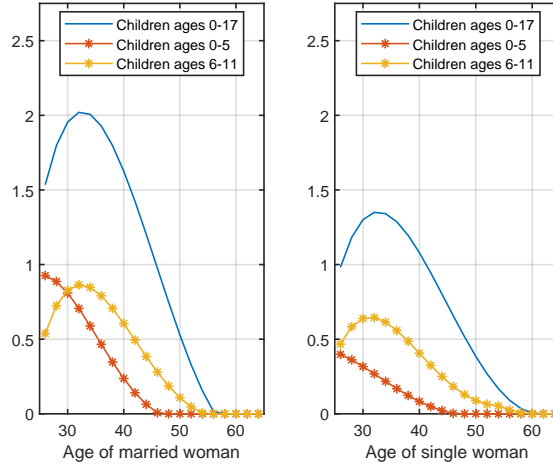 Children ages 0-17
Children ages 0-5
Children ages 6-11
2.5
2
1.5
1
0.5
0
30
40
50
60
Age of married woman
Children ages 0-17
Children ages 0-5
Children ages 6-11
2.5
2
1.5
1
0.5
0
30
40
50
60
Age of single woman